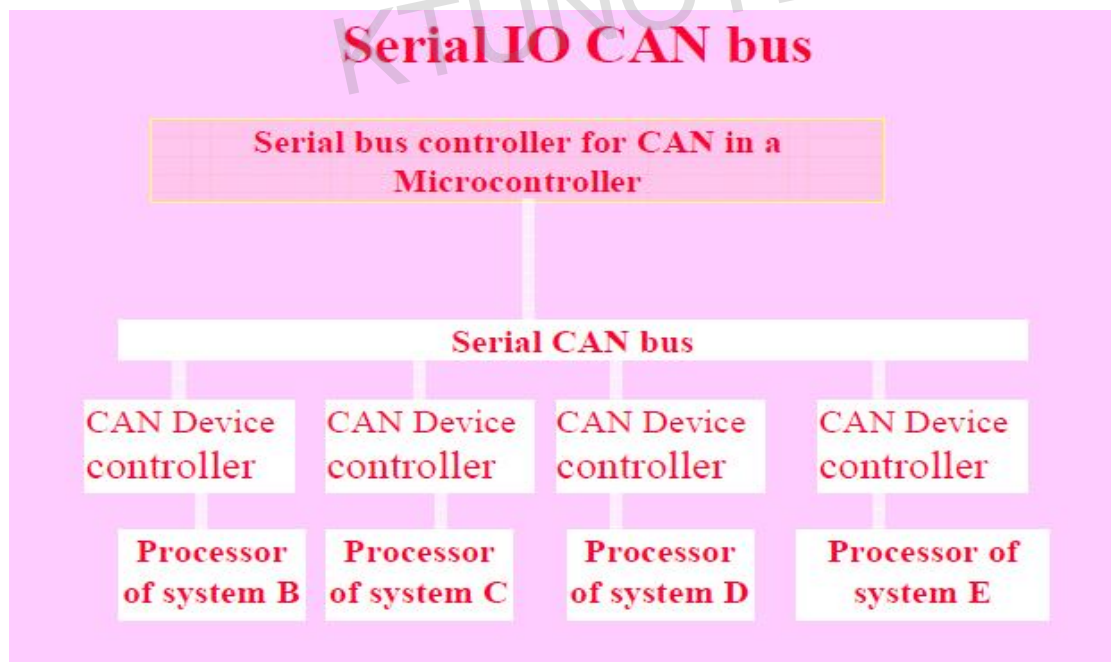 Serial IO CAN bus
Serial bus controller for CAN in a
Microcontroller
Serial CAN bus
CAN Device
controller
CAN Device
controller
CAN Device
controller
CAN Device
controller
Processor
of system B
Processor
of system C
Processor
of system D
Processor of
system E